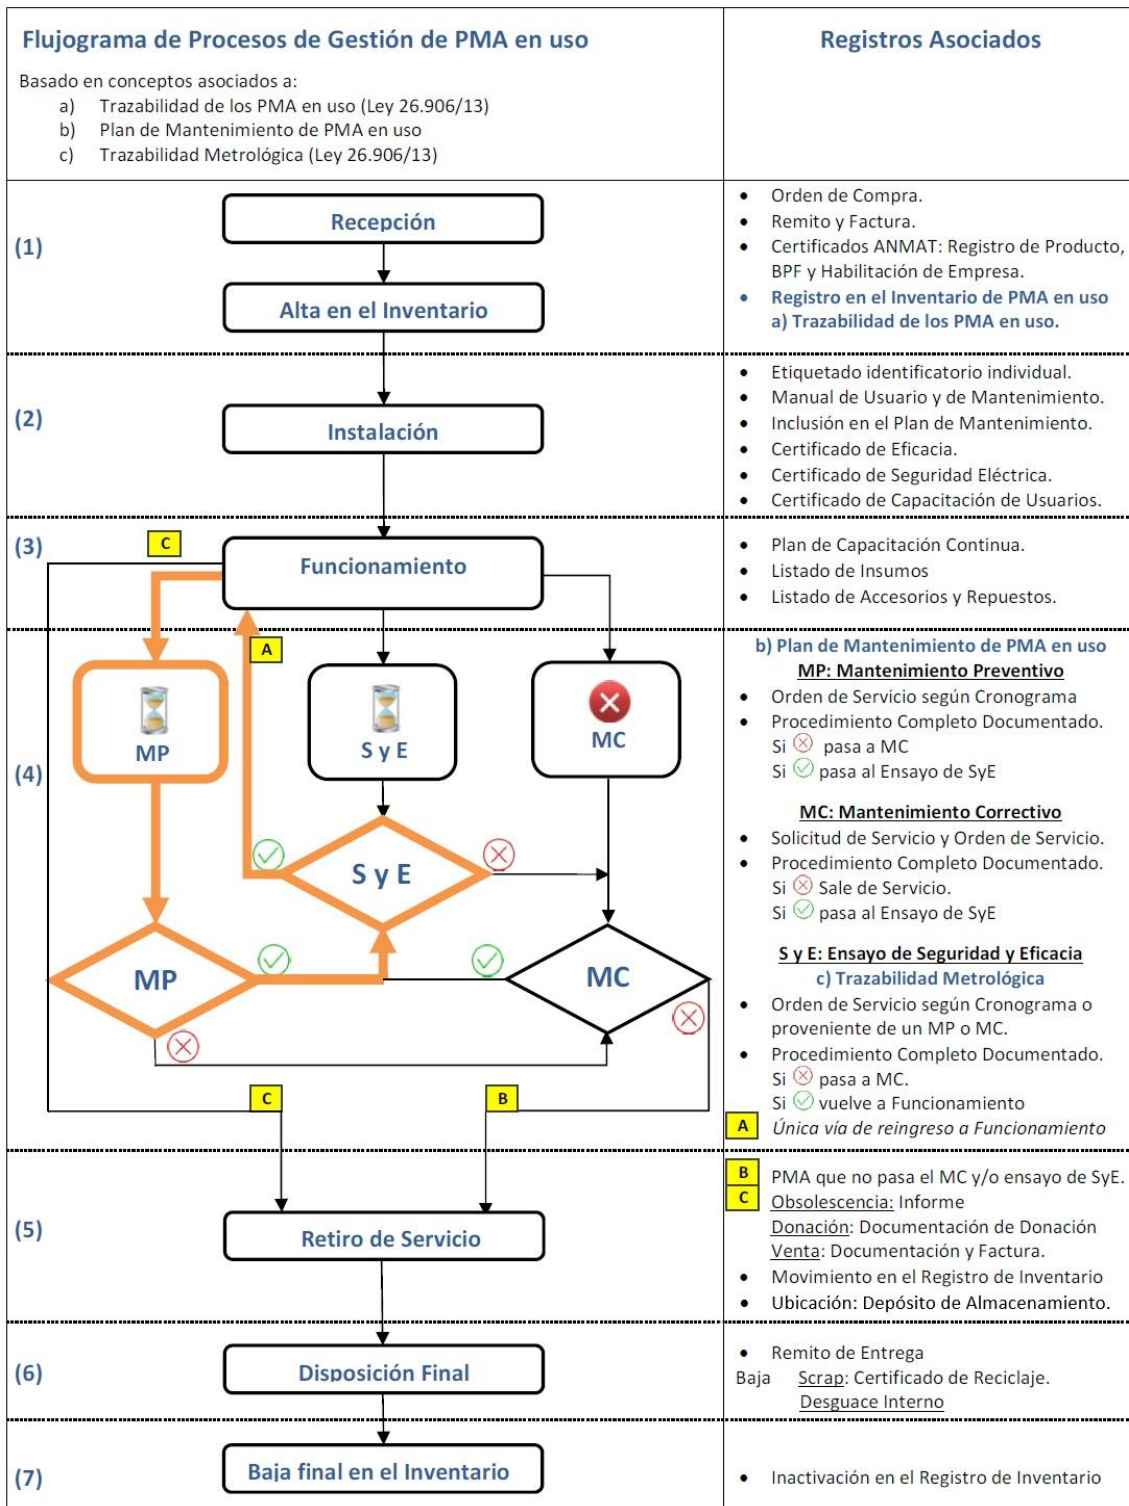 Flujograma de Procesos de Gestión de PMA en uso
Registros Asociados
Basado en conceptos asociados a:
a) Trazabilidad de los PMA en uso (Ley 26.906/13)
b) Plan de Mantenimiento de PMA en uso
c) Trazabilidad Metrológica (Ley 26.906/13)
(1)
Recepción
Alta en el Inventario
• Orden de Compra.
• Remito y Factura.
• Certificados ANMAT: Registro de Producto,
BPF y Habilitación de Empresa.
• Registro en el Inventario de PMA en uso
a) Trazabilidad de los PMA en uso.
(2)
Instalación
• Etiquetado identificatorio individual.
• Manual de Usuario y de Mantenimiento.
• Inclusión en el Plan de Mantenimiento.
• Certificado de Eficacia.
• Certificado de Seguridad Eléctrica.
• Certificado de Capacitación de Usuarios.
(3)
C
Funcionamiento
• Plan de Capacitación Continua.
• Listado de Insumos
• Listado de Accesorios y Repuestos.
(4)
A
MP
S y E
MC
S y E
MP
MC
C
B
b) Plan de Mantenimiento de PMA en uso
MP: Mantenimiento Preventivo
• Orden de Servicio según Cronograma
• Procedimiento Completo Documentado.
Si pasa a MC
Si pasa al Ensayo de SyE
MC: Mantenimiento Correctivo
• Solicitud de Servicio y Orden de Servicio.
• Procedimiento Completo Documentado.
Si Sale de Servicio.
Si pasa al Ensayo de SyE
S y E: Ensayo de Seguridad y Eficacia
c) Trazabilidad Metrológica
• Orden de Servicio según Cronograma o
proveniente de un MP o MC.
• Procedimiento Completo Documentado.
Si pasa a MC.
Si vuelve a Funcionamiento
A Única vía de reingreso a Funcionamiento
(5)
Retiro de Servicio
B PMA que no pasa el MC y/o ensayo de SyE.
C Obsolescencia: Informe
Donación: Documentación de Donación
Venta: Documentación y Factura.
• Movimiento en el Registro de Inventario
• Ubicación: Depósito de Almacenamiento.
(6)
Disposición Final
• Remito de Entrega
Baja Scrap: Certificado de Reciclaje.
Desguace Interno
(7)
Baja final en el Inventario
• Inactivación en el Registro de Inventario